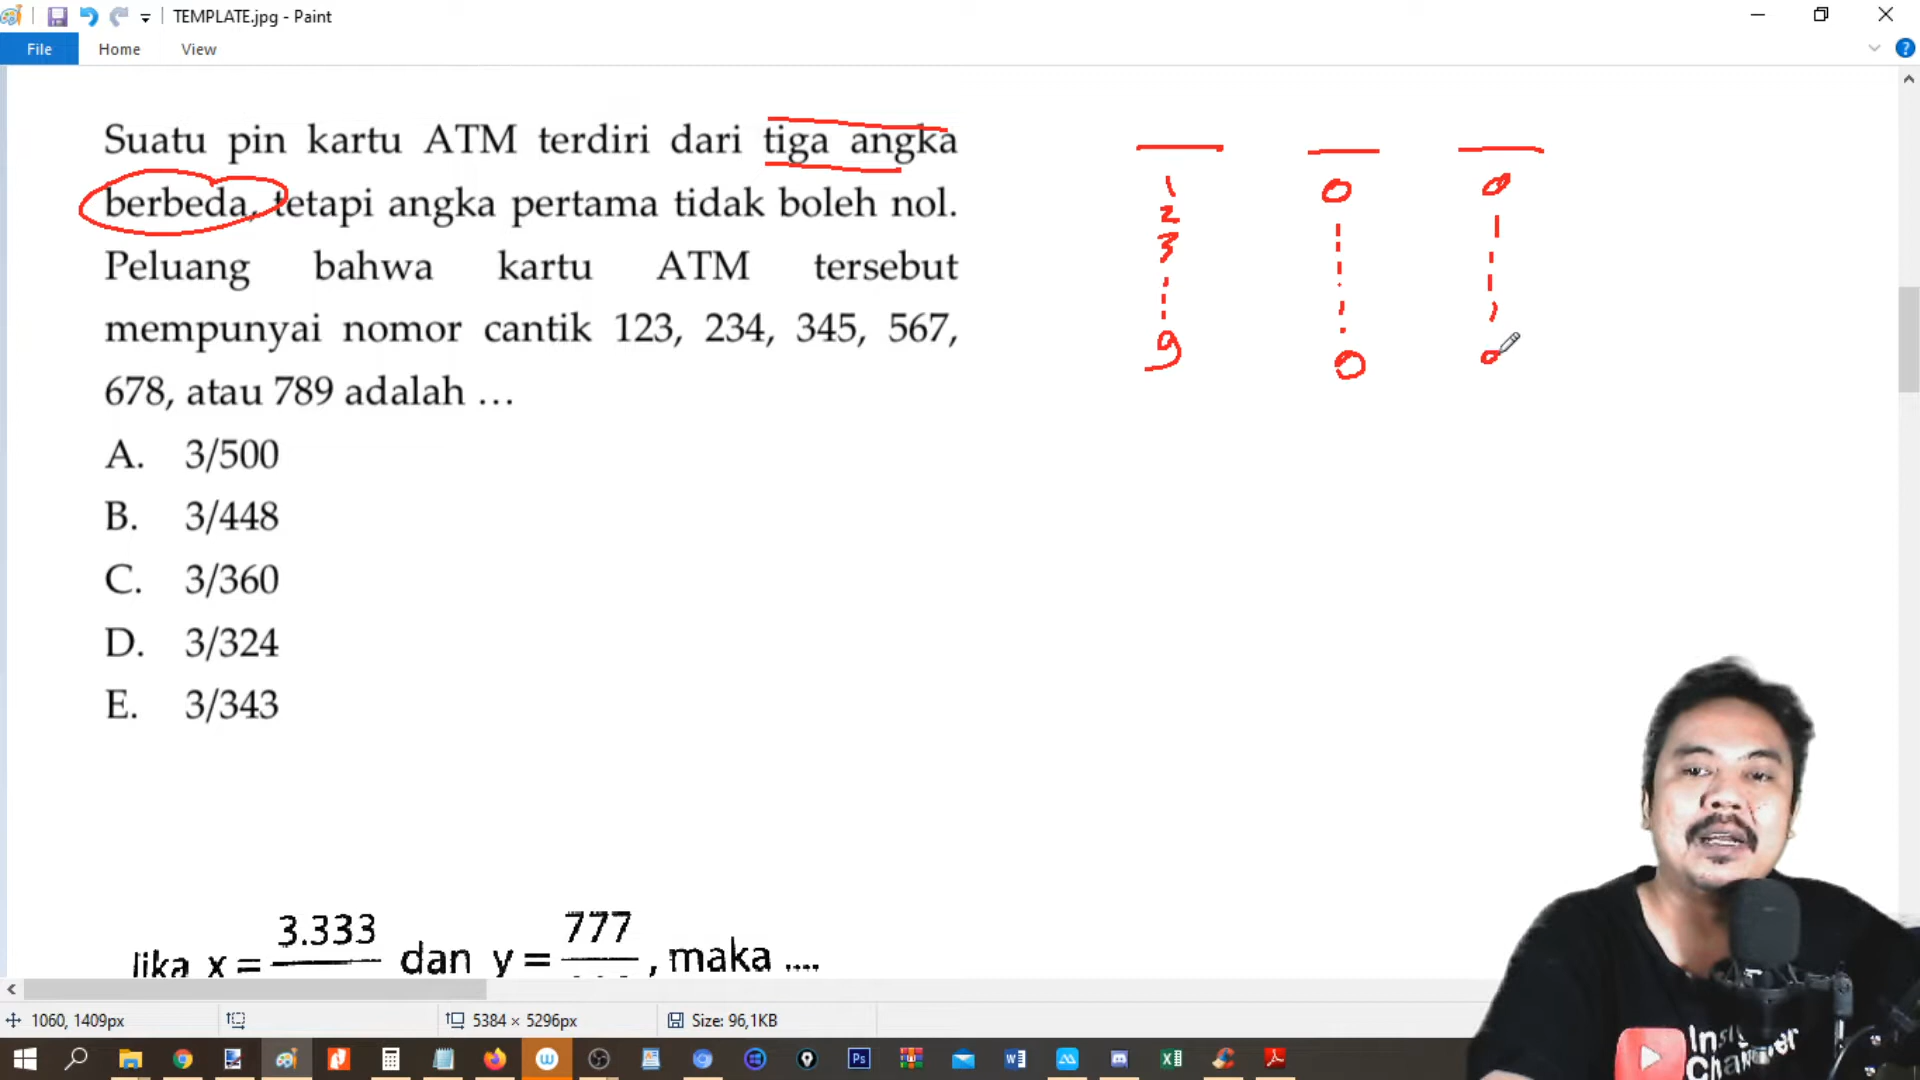 TEMPLATE.jpg - Paint
File Home View
Suatu pin kartu ATM terdiri dari tiga angka
berbeda, tetapi angka pertama tidak boleh nol.
Peluang bahwa kartu ATM tersebut
mempunyai nomor cantik 123, 234, 345, 567,
678, atau 789 adalah ...
A. 3/500
B. 3/448
C. 3/360
D. 3/324
E. 3/343
1 0 0
2
3
9 0
3.333 777
Jika x = dan y = , maka ....
1060, 1409px 5384 × 5296px Size: 96,1KB